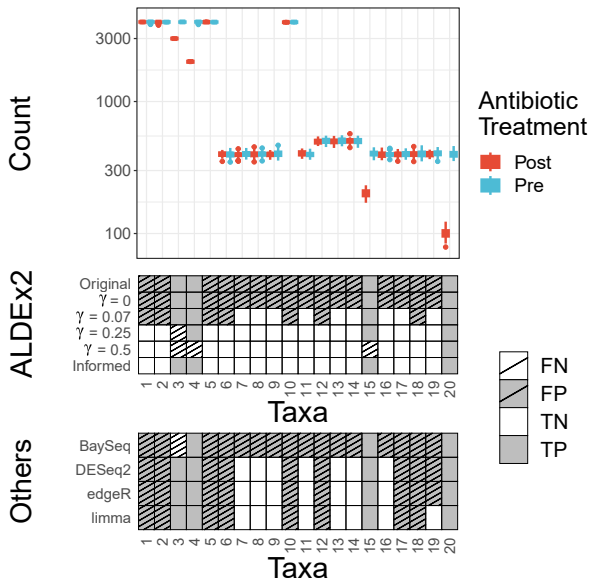 3000
1000
300
100
Count
Antibiotic
Treatment
Post
Pre
ALDEx2
Original
γ = 0
γ = 0.07
γ = 0.25
γ = 0.5
Informed
1 2 3 4 5 6 7 8 9 10 11 12 13 14 15 16 17 18 19 20
Taxa
FN
FP
TN
TP
Others
BaySeq
DESeq2
edgeR
limma
1 2 3 4 5 6 7 8 9 10 11 12 13 14 15 16 17 18 19 20
Taxa